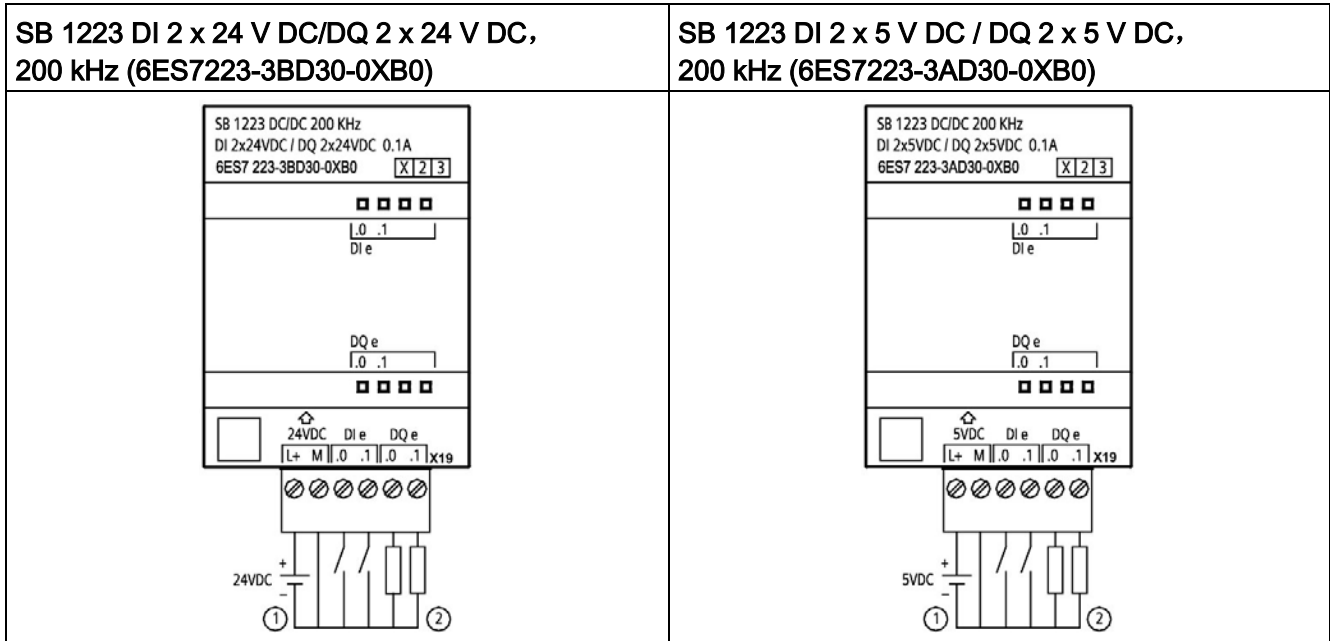 SB 1223 DI 2 x 24 V DC/DQ 2 x 24 V DC，
200 kHz (6ES7223-3BD30-0XB0)
SB 1223 DI 2 x 5 V DC / DQ 2 x 5 V DC，
200 kHz (6ES7223-3AD30-0XB0)
SB 1223 DC/DC 200 KHz
DI 2x24VDC / DQ 2x24VDC 0.1A
6ES7 223-3BD30-0XB0 X 2 3
.0 .1
DI e
DQ e
.0 .1
24VDC DI e DQ e
L+ M .0 .1 .0 .1 X19
+
24VDC
−
① ②
SB 1223 DC/DC 200 KHz
DI 2x5VDC / DQ 2x5VDC 0.1A
6ES7 223-3AD30-0XB0 X 2 3
.0 .1
DI e
DQ e
.0 .1
5VDC DI e DQ e
L+ M .0 .1 .0 .1 X19
+
5VDC
−
① ②